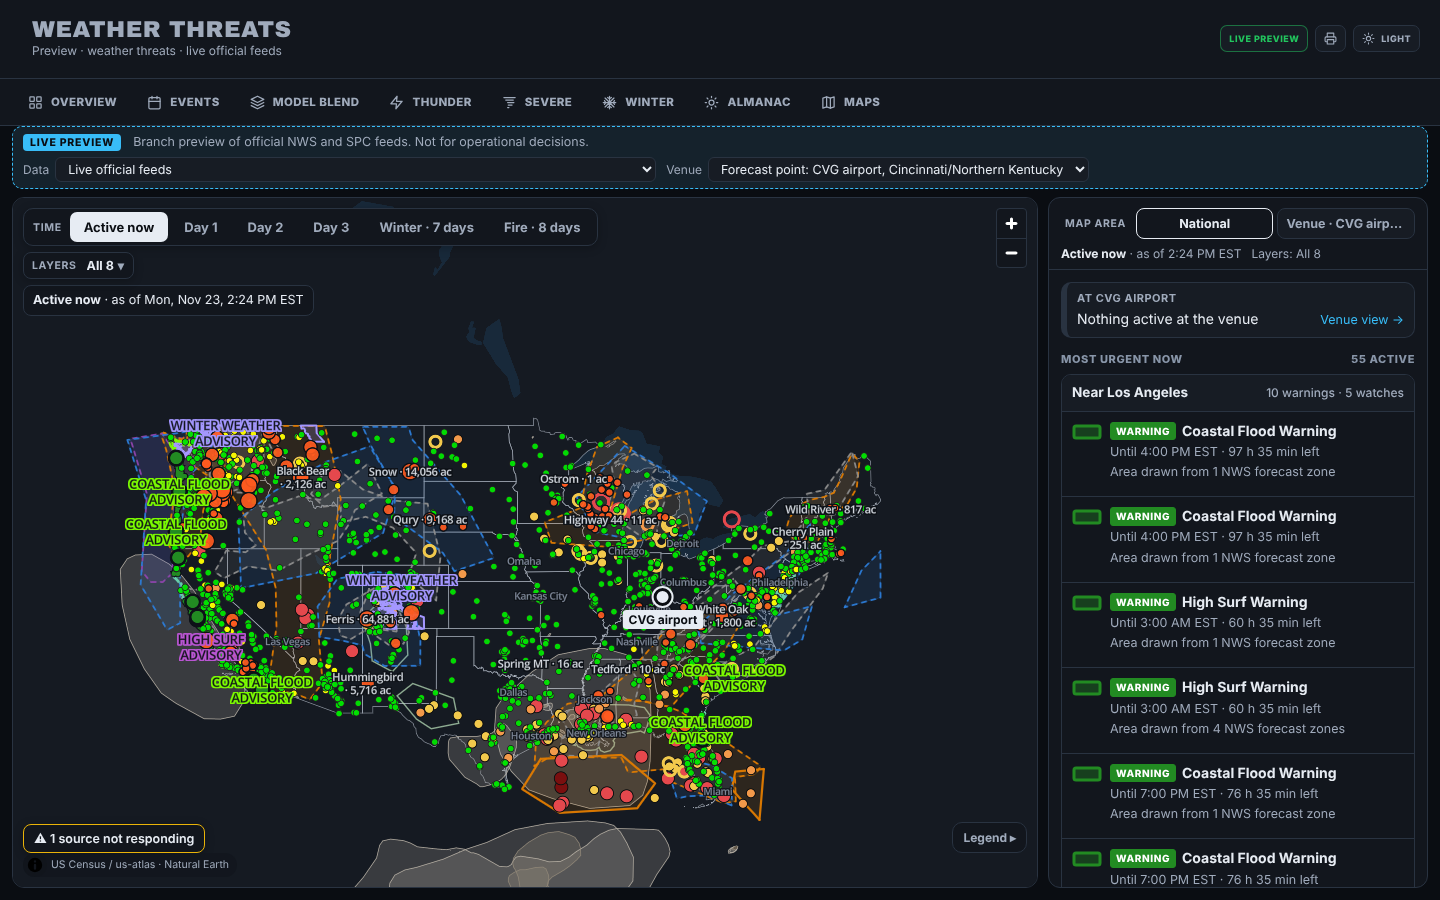 WEATHER THREATS
Preview · weather threats · live official feeds
LIVE PREVIEW
LIGHT
OVERVIEW
EVENTS
MODEL BLEND
THUNDER
SEVERE
WINTER
ALMANAC
MAPS
LIVE PREVIEW Branch preview of official NWS and SPC feeds. Not for operational decisions.
Data Live official feeds Venue Forecast point: CVG airport, Cincinnati/Northern Kentucky
TIME Active now Day 1 Day 2 Day 3 Winter · 7 days Fire · 8 days
LAYERS All 8 ▾
Active now · as of Mon, Nov 23, 2:24 PM EST
+
−
WINTER WEATHER
ADVISORY
Black Bear
· 2,126 ac
Snow · 14,056 ac
COASTAL FLOOD
ADVISORY
Ostrom · 1 ac
Wild River · 817 ac
COASTAL FLOOD
ADVISORY
Qury · 9,168 ac
Highway 44 · 11 ac
Cherry Plain
· 251 ac
Chicago
Detroit
Omaha
WINTER WEATHER
ADVISORY
Kansas City
Columbus
Philadelphia
Ferris · 64,881 ac
CVG airport
White Oak
· 1,800 ac
HIGH SURF
ADVISORY
Las Vegas
Nashville
Spring MT · 16 ac
Tedford · 10 ac
COASTAL FLOOD
ADVISORY
Hummingbird
· 5,716 ac
COASTAL FLOOD
ADVISORY
Dallas
Jackson
Houston
New Orleans
COASTAL FLOOD
ADVISORY
Miami
⚠ 1 source not responding
US Census / us-atlas · Natural Earth
Legend ▸
MAP AREA National Venue · CVG airp...
Active now · as of 2:24 PM EST Layers: All 8
AT CVG AIRPORT
Nothing active at the venue Venue view →
MOST URGENT NOW 55 ACTIVE
Near Los Angeles 10 warnings · 5 watches
WARNING Coastal Flood Warning
Until 4:00 PM EST · 97 h 35 min left
Area drawn from 1 NWS forecast zone
WARNING Coastal Flood Warning
Until 4:00 PM EST · 97 h 35 min left
Area drawn from 1 NWS forecast zone
WARNING High Surf Warning
Until 3:00 AM EST · 60 h 35 min left
Area drawn from 1 NWS forecast zone
WARNING High Surf Warning
Until 3:00 AM EST · 60 h 35 min left
Area drawn from 4 NWS forecast zones
WARNING Coastal Flood Warning
Until 7:00 PM EST · 76 h 35 min left
Area drawn from 1 NWS forecast zone
WARNING Coastal Flood Warning
Until 7:00 PM EST · 76 h 35 min left